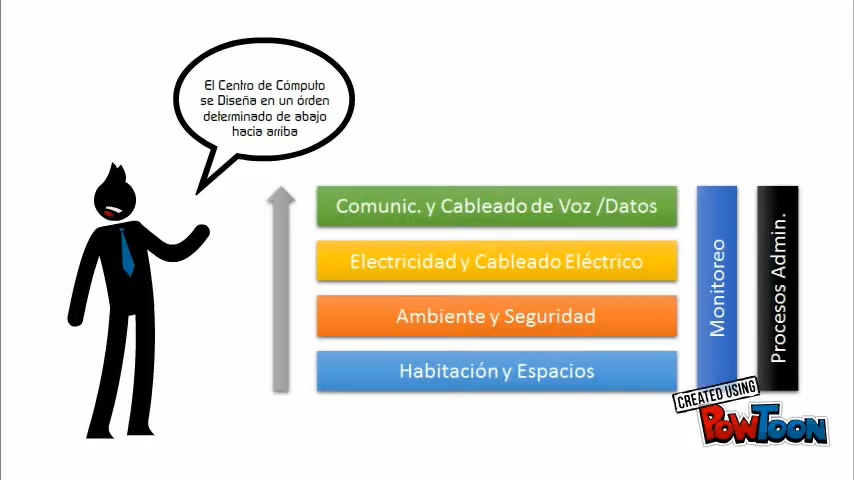 El Centro de Cómputo
se Diseña en un órden
determinado de abajo
hacia arriba
Comunic. y Cableado de Voz /Datos
Electricidad y Cableado Eléctrico
Ambiente y Seguridad
Habitación y Espacios
Monitoreo
Procesos Admin.
CREATED USING
POWTOON